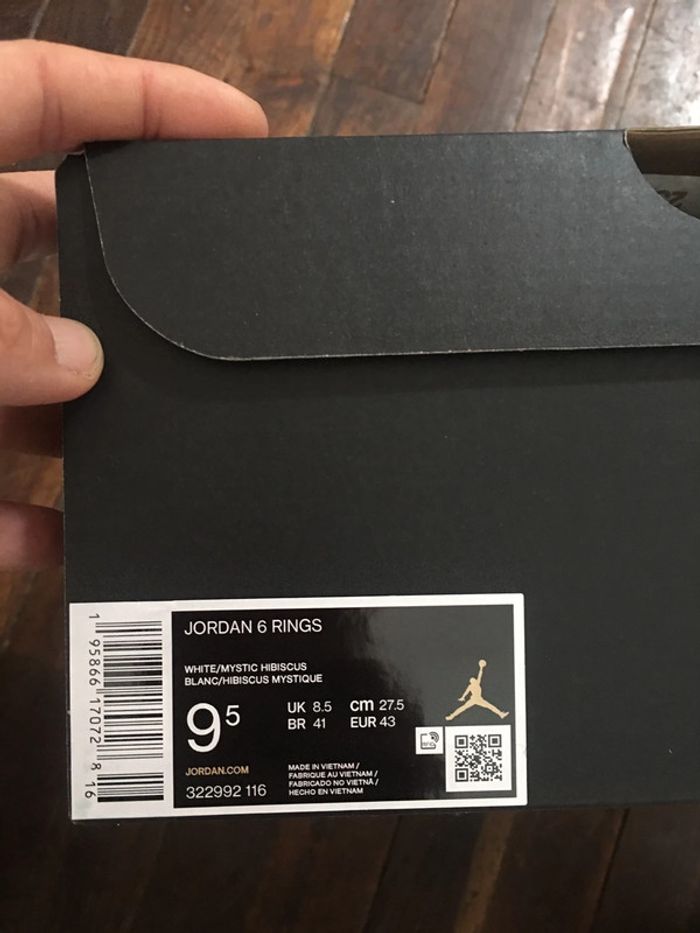 JORDAN 6 RINGS
WHITE/MYSTIC HIBISCUS
BLANC/HIBISCUS MYSTIQUE
9⁵
UK 8.5 cm 27.5
BR 41 EUR 43
JORDAN.COM
322992 116
MADE IN VIETNAM /
FABRIQUE AU VIETNAM /
FABRICADO NO VIETNÃ /
HECHO EN VIETNAM
1 95866 17072 8 16